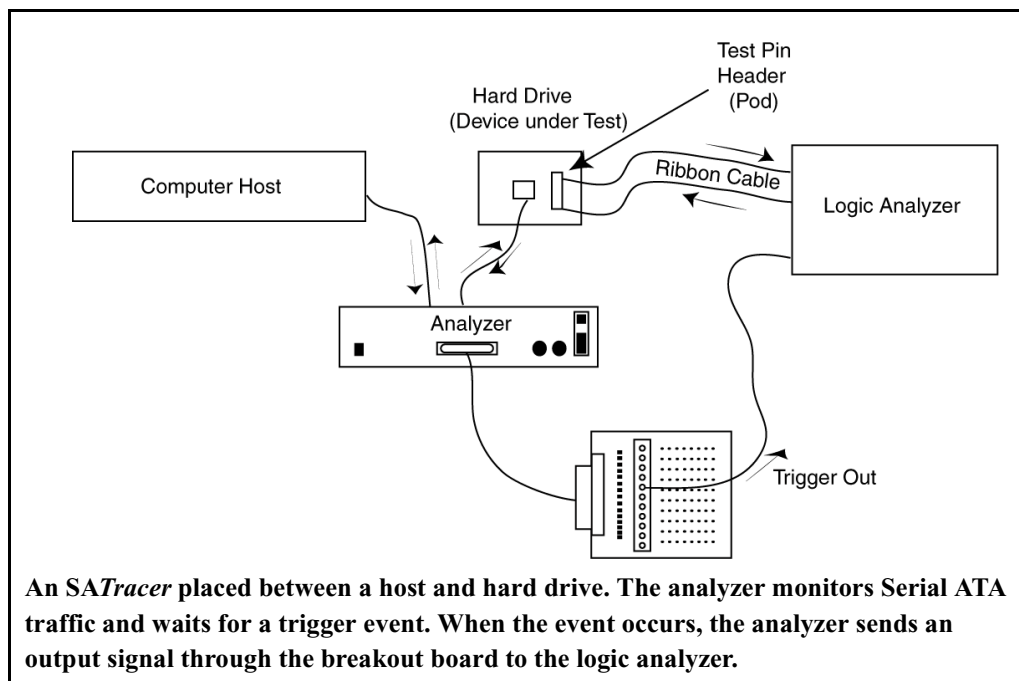 Test Pin
Header
(Pod)
Hard Drive
(Device under Test)
Computer Host
Ribbon Cable
Logic Analyzer
Analyzer
Trigger Out
An SATracer placed between a host and hard drive. The analyzer monitors Serial ATA
traffic and waits for a trigger event. When the event occurs, the analyzer sends an
output signal through the breakout board to the logic analyzer.